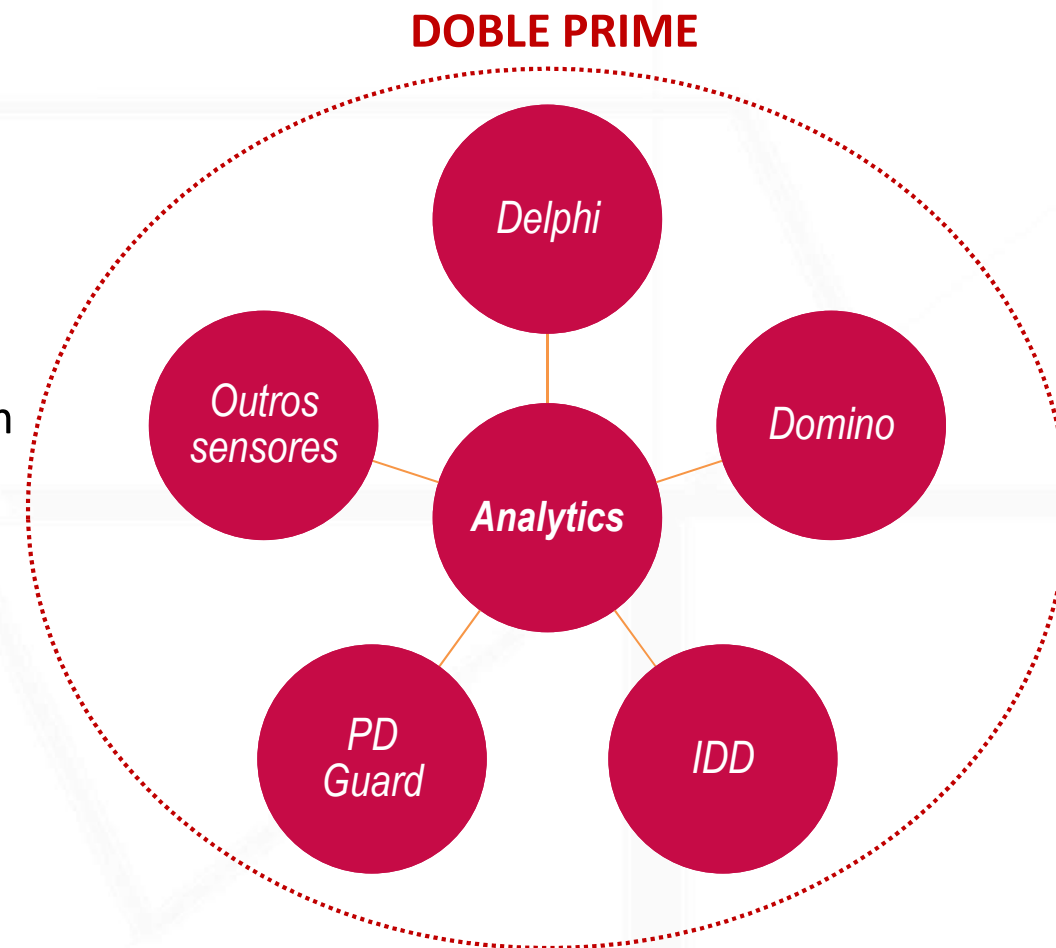 DOBLE PRIME
Delphi
Outros
sensores
Domino
Analytics
PD
Guard
IDD